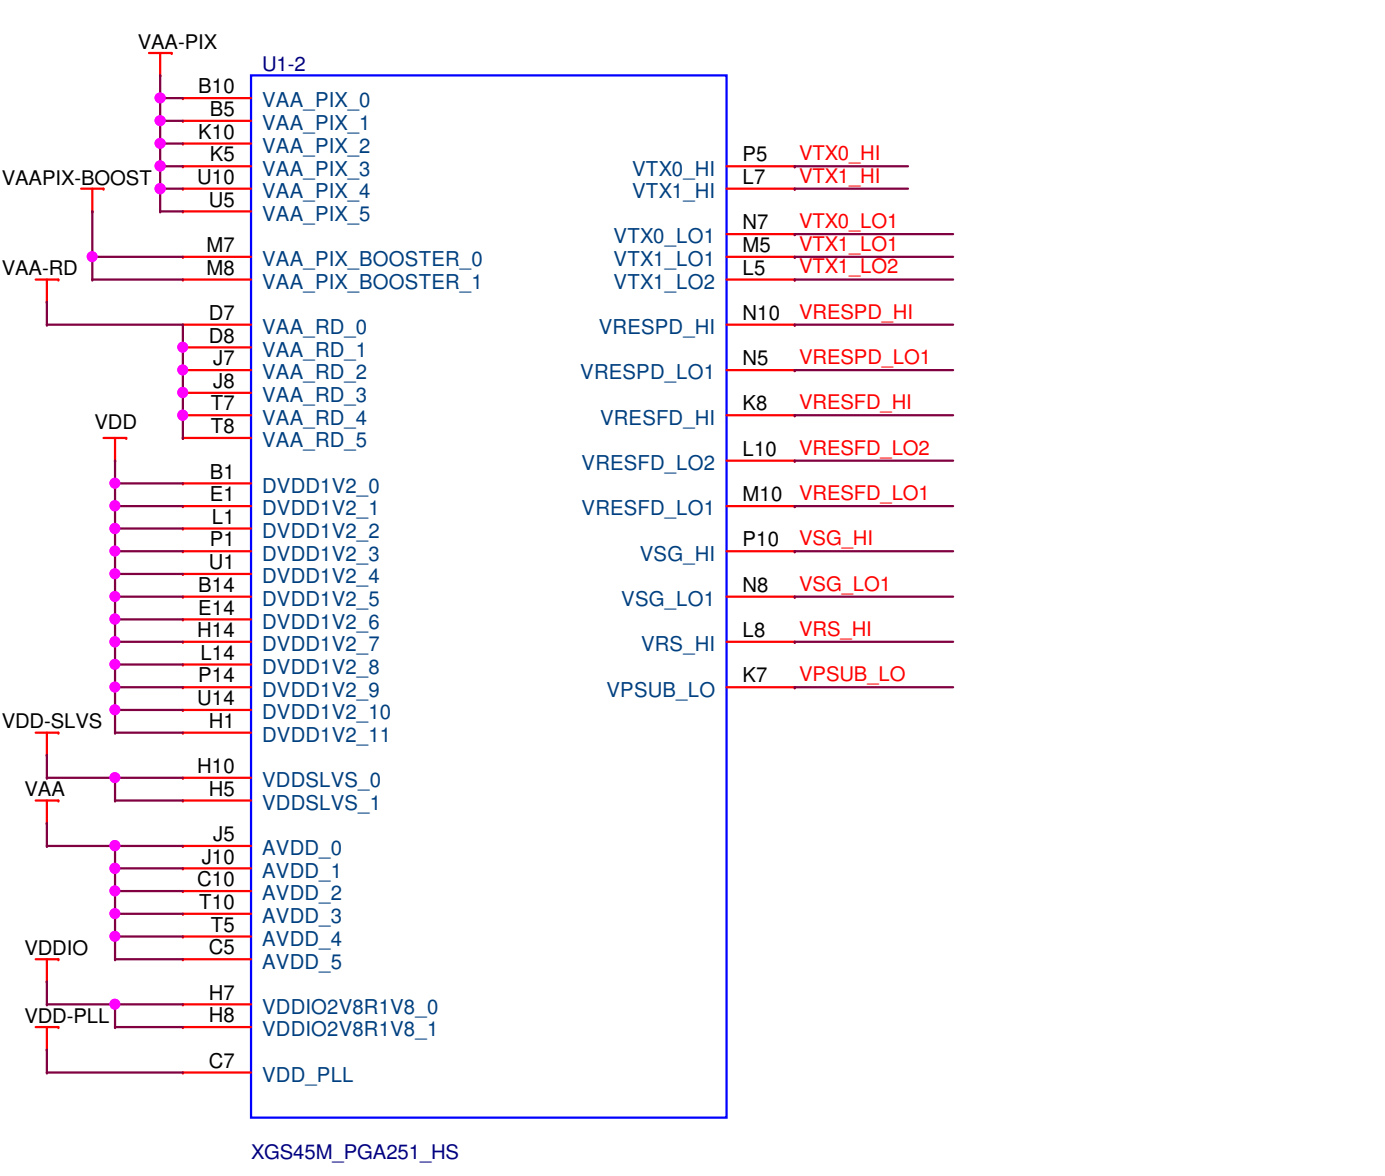 VAA-PIX
U1-2
B10 VAA_PIX_0
B5 VAA_PIX_1
K10 VAA_PIX_2
K5 VAA_PIX_3
VAAPIX-BOOST
U10 VAA_PIX_4
U5 VAA_PIX_5
M7 VAA_PIX_BOOSTER_0
VAA-RD
M8 VAA_PIX_BOOSTER_1
D7 VAA_RD_0
D8 VAA_RD_1
J7 VAA_RD_2
J8 VAA_RD_3
T7 VAA_RD_4
T8 VAA_RD_5
VDD
B1 DVDD1V2_0
E1 DVDD1V2_1
L1 DVDD1V2_2
P1 DVDD1V2_3
U1 DVDD1V2_4
B14 DVDD1V2_5
E14 DVDD1V2_6
H14 DVDD1V2_7
L14 DVDD1V2_8
P14 DVDD1V2_9
U14 DVDD1V2_10
VDD-SLVS
H1 DVDD1V2_11
H10 VDDSLVS_0
VAA
H5 VDDSLVS_1
J5 AVDD_0
J10 AVDD_1
C10 AVDD_2
T10 AVDD_3
T5 AVDD_4
VDDIO
C5 AVDD_5
H7 VDDIO2V8R1V8_0
VDD-PLL
H8 VDDIO2V8R1V8_1
C7 VDD_PLL
VTX0_HI P5 VTX0_HI
VTX1_HI L7 VTX1_HI
VTX0_LO1 N7 VTX0_LO1
VTX1_LO1 M5 VTX1_LO1
VTX1_LO2 L5 VTX1_LO2
VRESPD_HI N10 VRESPD_HI
VRESPD_LO1 N5 VRESPD_LO1
VRESFD_HI K8 VRESFD_HI
VRESFD_LO2 L10 VRESFD_LO2
VRESFD_LO1 M10 VRESFD_LO1
VSG_HI P10 VSG_HI
VSG_LO1 N8 VSG_LO1
VRS_HI L8 VRS_HI
VPSUB_LO K7 VPSUB_LO
XGS45M_PGA251_HS